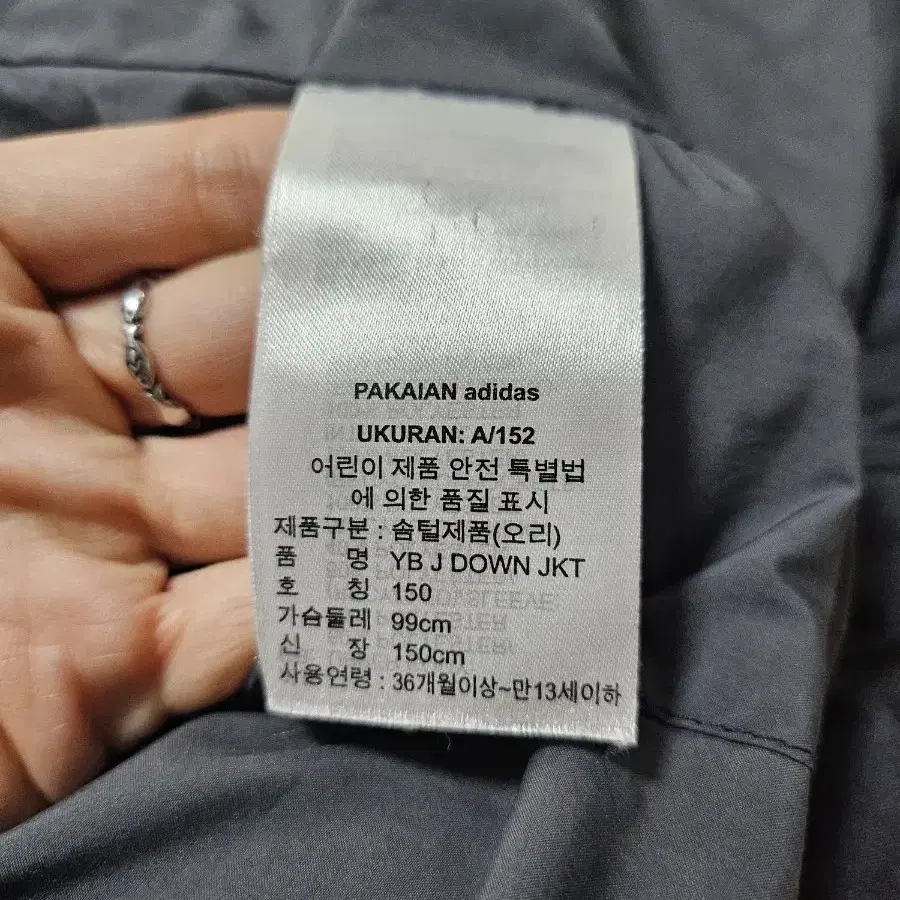 PAKAIAN adidas
UKURAN: A/152
어린이 제품 안전 특별법
에 의한 품질 표시
제품구분 : 솜털제품(오리)
품 명 YB J DOWN JKT
호 칭 150
가슴둘레 99cm
신 장 150cm
사용연령 : 36개월이상~만13세이하